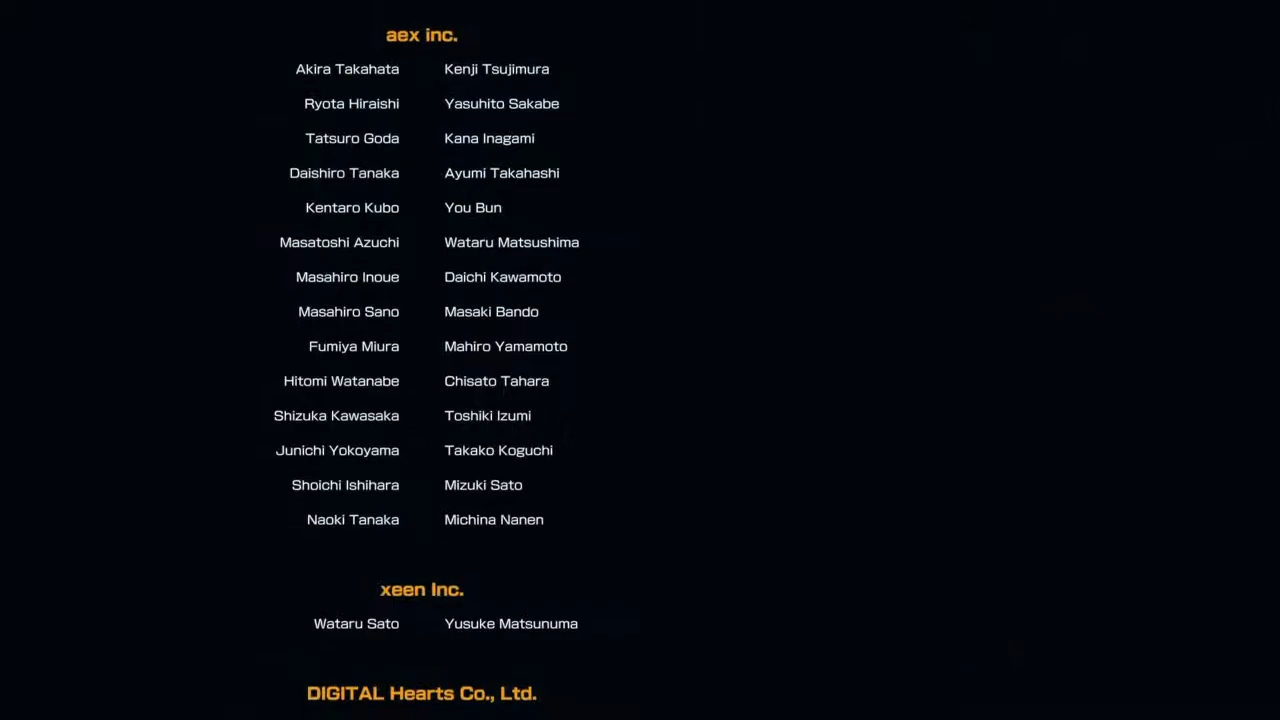 aex inc.
Akira Takahata Kenji Tsujimura
Ryota Hiraishi Yasuhito Sakabe
Tatsuro Goda Kana Inagami
Daishiro Tanaka Ayumi Takahashi
Kentaro Kubo You Bun
Masatoshi Azuchi Wataru Matsushima
Masahiro Inoue Daichi Kawamoto
Masahiro Sano Masaki Bando
Fumiya Miura Mahiro Yamamoto
Hitomi Watanabe Chisato Tahara
Shizuka Kawasaka Toshiki Izumi
Junichi Yokoyama Takako Koguchi
Shoichi Ishihara Mizuki Sato
Naoki Tanaka Michina Nanen
xeen Inc.
Wataru Sato Yusuke Matsunuma
DIGITAL Hearts Co., Ltd.